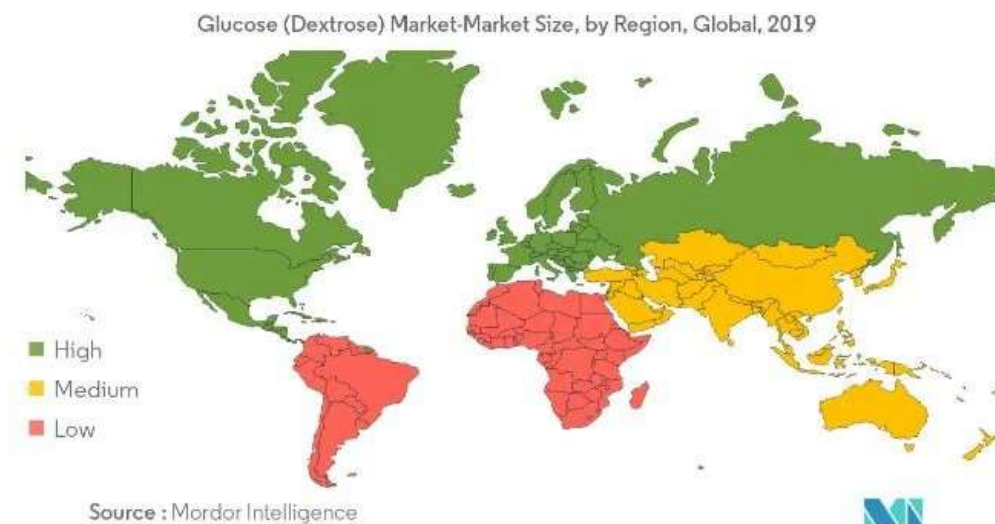 Glucose (Dextrose) Market-Market Size, by Region, Global, 2019
High
Medium
Low
Source : Mordor Intelligence